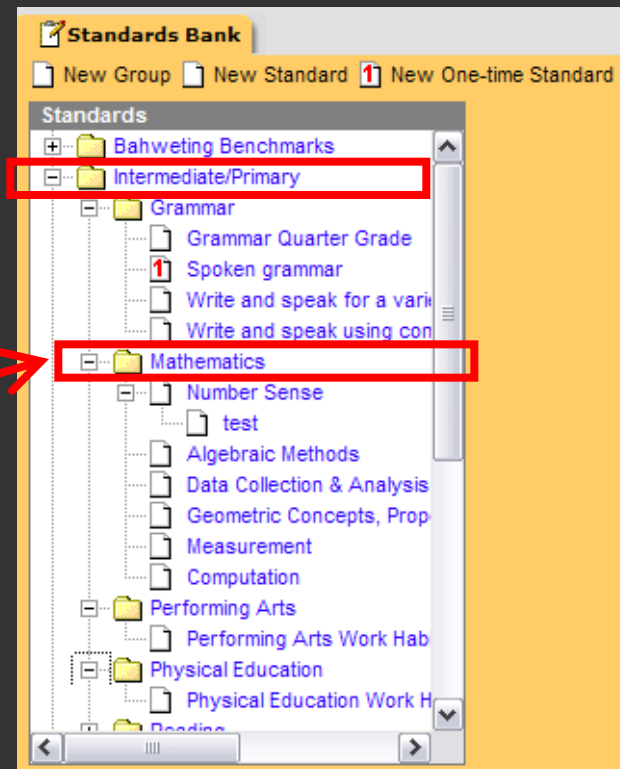 Standards Bank
New Group New Standard 1 New One-time Standard
Standards
Bahweting Benchmarks
Intermediate/Primary
Grammar
Grammar Quarter Grade
1 Spoken grammar
Write and speak for a vari
Write and speak using con
Mathematics
Number Sense
test
Algebraic Methods
Data Collection & Analysis
Geometric Concepts, Prop
Measurement
Computation
Performing Arts
Performing Arts Work Hab
Physical Education
Physical Education Work H
Reading